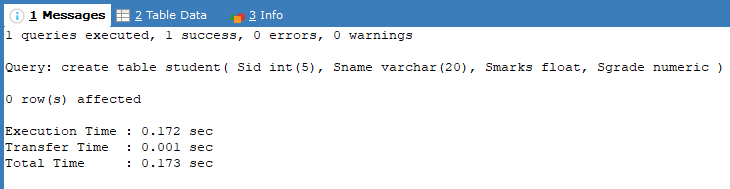 1 Messages 2 Table Data 3 Info
1 queries executed, 1 success, 0 errors, 0 warnings
Query: create table student( Sid int(5), Sname varchar(20), Smarks float, Sgrade numeric )
0 row(s) affected
Execution Time : 0.172 sec
Transfer Time  : 0.001 sec
Total Time     : 0.173 sec